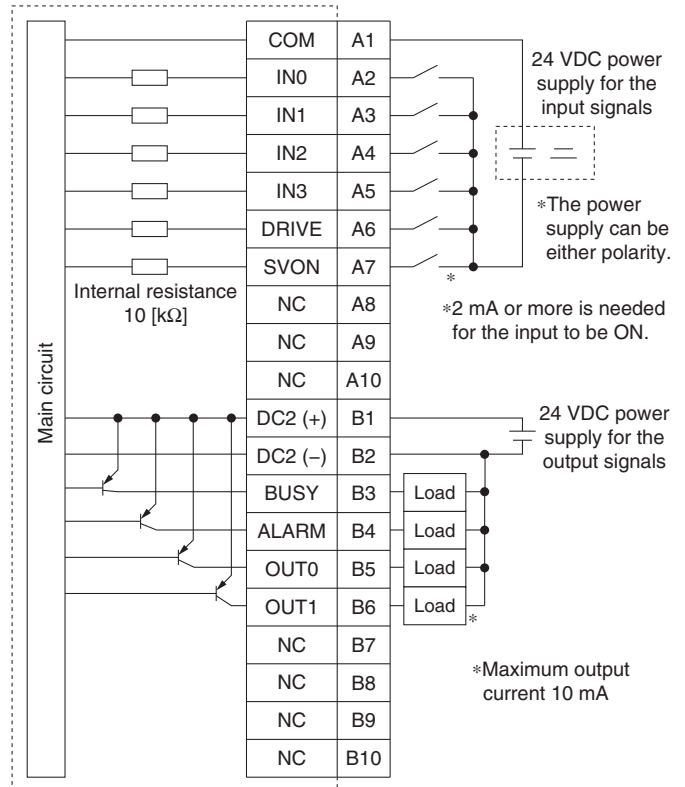 COM A1
IN0 A2
IN1 A3
IN2 A4
IN3 A5
DRIVE A6
SVON A7
NC A8
NC A9
NC A10
DC2 (+) B1
DC2 (−) B2
BUSY B3
ALARM B4
OUT0 B5
OUT1 B6
NC B7
NC B8
NC B9
NC B10
Main circuit
Internal resistance
10 [kΩ]
24 VDC power
supply for the
input signals
*The power
supply can be
either polarity.
*
*2 mA or more is needed
for the input to be ON.
24 VDC power
supply for the
output signals
Load
Load
Load
Load
*
*Maximum output
current 10 mA